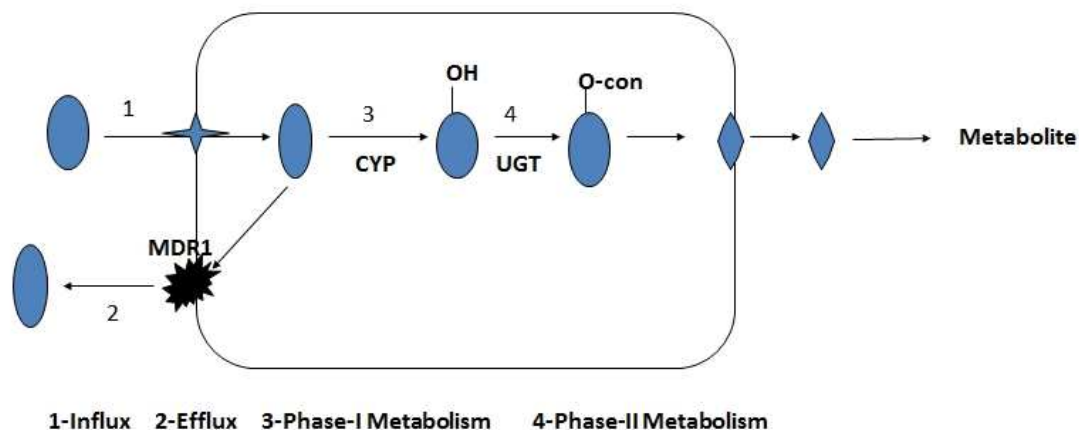 OH
O-con
1
3
4
CYP
UGT
Metabolite
MDR1
2
1-Influx 2-Efflux 3-Phase-I Metabolism 4-Phase-II Metabolism